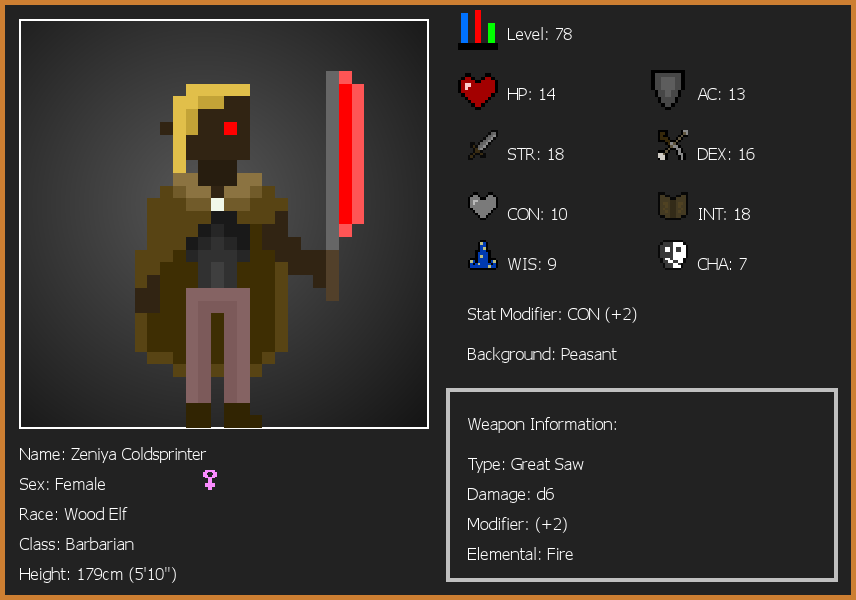 Level: 78
HP: 14
AC: 13
STR: 18
DEX: 16
CON: 10
INT: 18
WIS: 9
CHA: 7
Stat Modifier: CON (+2)
Background: Peasant
Weapon Information:
Type: Great Saw
Damage: d6
Modifier: (+2)
Elemental: Fire
Name: Zeniya Coldsprinter
Sex: Female
Race: Wood Elf
Class: Barbarian
Height: 179cm (5'10")